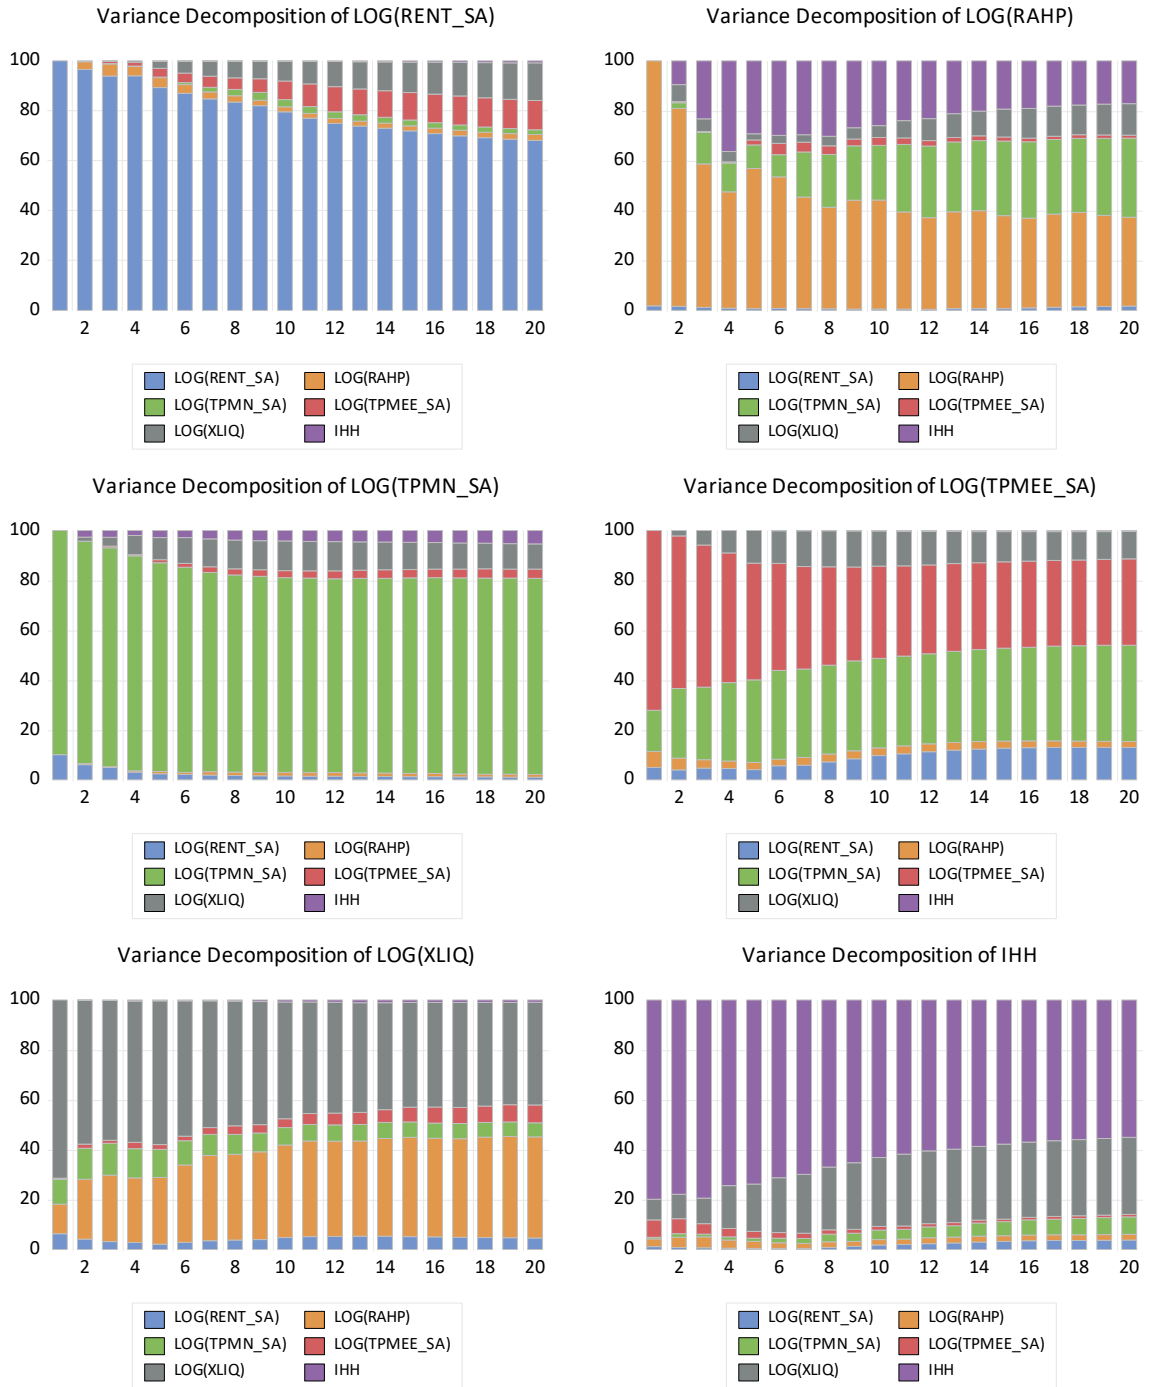 Variance Decomposition of LOG(RENT_SA)
100
80
60
40
20
0
2 4 6 8 10 12 14 16 18 20
LOG(RENT_SA) LOG(RAHP)
LOG(TPMN_SA) LOG(TPMEE_SA)
LOG(XLIQ) IHH
Variance Decomposition of LOG(RAHP)
100
80
60
40
20
0
2 4 6 8 10 12 14 16 18 20
LOG(RENT_SA) LOG(RAHP)
LOG(TPMN_SA) LOG(TPMEE_SA)
LOG(XLIQ) IHH
Variance Decomposition of LOG(TPMN_SA)
100
80
60
40
20
0
2 4 6 8 10 12 14 16 18 20
LOG(RENT_SA) LOG(RAHP)
LOG(TPMN_SA) LOG(TPMEE_SA)
LOG(XLIQ) IHH
Variance Decomposition of LOG(TPMEE_SA)
100
80
60
40
20
0
2 4 6 8 10 12 14 16 18 20
LOG(RENT_SA) LOG(RAHP)
LOG(TPMN_SA) LOG(TPMEE_SA)
LOG(XLIQ) IHH
Variance Decomposition of LOG(XLIQ)
100
80
60
40
20
0
2 4 6 8 10 12 14 16 18 20
LOG(RENT_SA) LOG(RAHP)
LOG(TPMN_SA) LOG(TPMEE_SA)
LOG(XLIQ) IHH
Variance Decomposition of IHH
100
80
60
40
20
0
2 4 6 8 10 12 14 16 18 20
LOG(RENT_SA) LOG(RAHP)
LOG(TPMN_SA) LOG(TPMEE_SA)
LOG(XLIQ) IHH